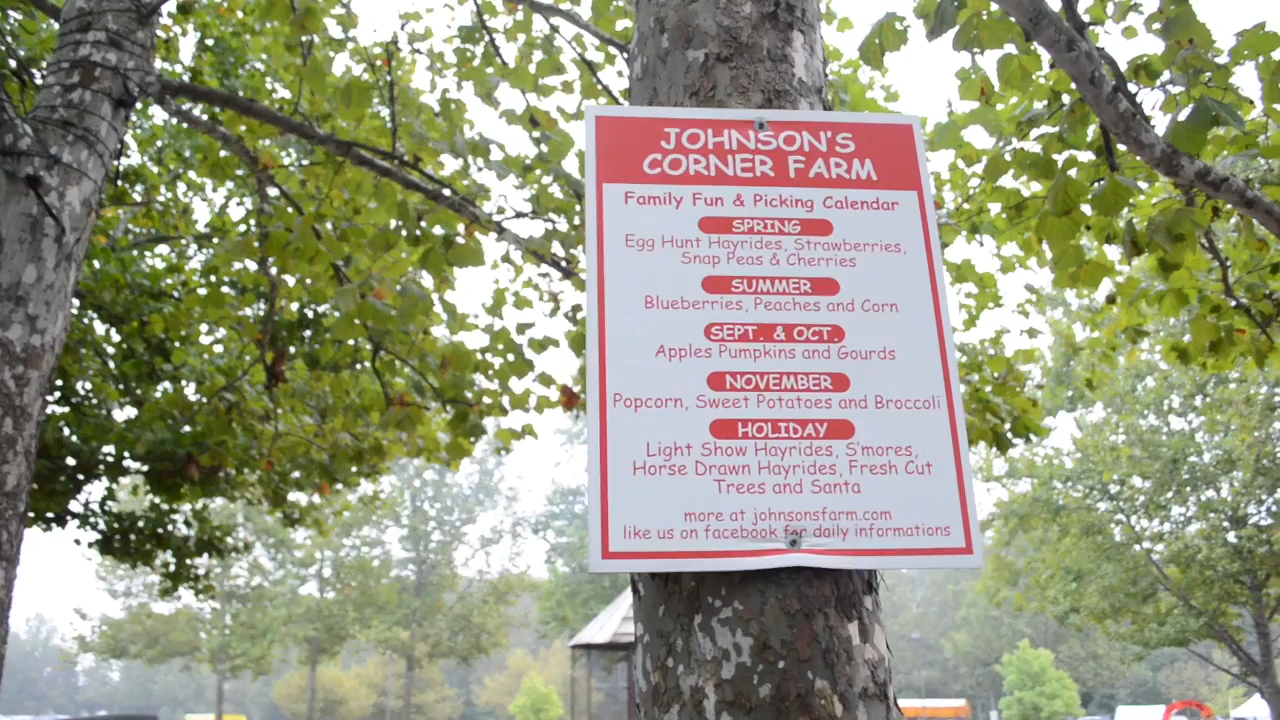 JOHNSON'S
CORNER FARM
Family Fun & Picking Calendar
SPRING
Egg Hunt Hayrides, Strawberries,
Snap Peas & Cherries
SUMMER
Blueberries, Peaches and Corn
SEPT. & OCT.
Apples Pumpkins and Gourds
NOVEMBER
Popcorn, Sweet Potatoes and Broccoli
HOLIDAY
Light Show Hayrides, S'mores,
Horse Drawn Hayrides, Fresh Cut
Trees and Santa
more at johnsonsfarm.com
like us on facebook for daily informations